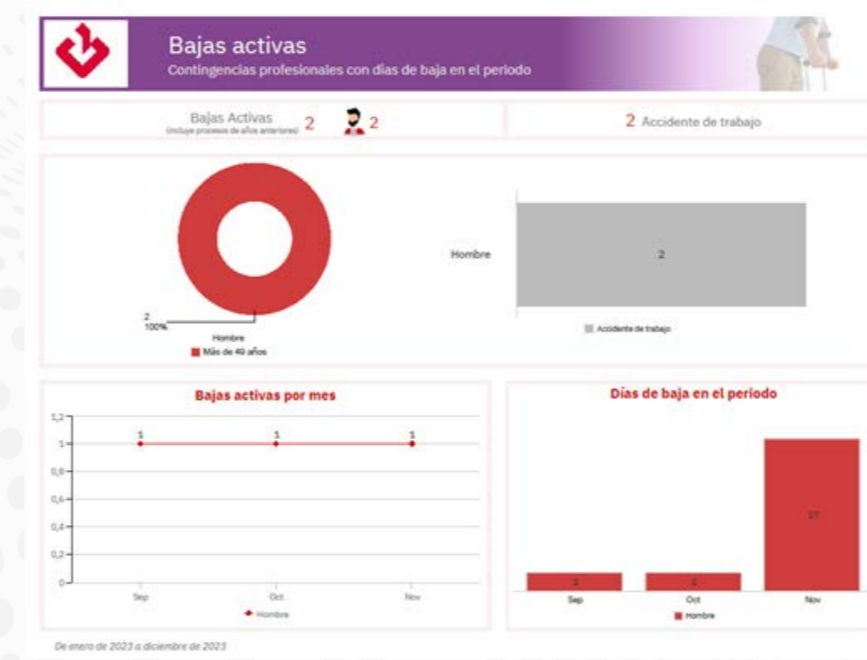 Bajas activas
Contingencias profesionales con días de baja en el periodo
Bajas Activas 2 2
(incluye procesos de años anteriores)
2 Accidente de trabajo
2
100%
Hombre
Más de 49 años
Hombre
2
Accidente de trabajo
Bajas activas por mes
1,2
1
0,8
0,6
0,4
0,2
0
1 1 1
Sep Oct Nov
Hombre
Días de baja en el periodo
Sep Oct Nov
Hombre
De enero de 2023 a diciembre de 2023